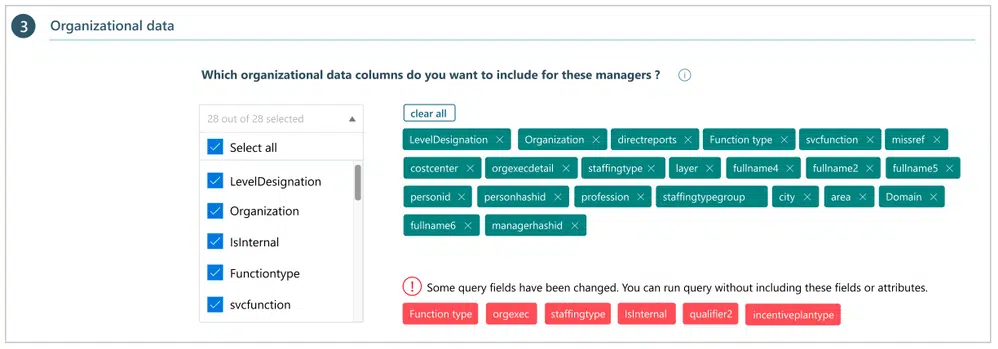 3 Organizational data
Which organizational data columns do you want to include for these managers ?
28 out of 28 selected
Select all
LevelDesignation
Organization
IsInternal
Functiontype
svcfunction
clear all
LevelDesignation Organization directreports Function type svcfunction missref
costcenter orgexecdetail staffingtype layer fullname4 fullname2 fullname5
personid personhashid profession staffingtypegroup city area Domain
fullname6 managerhashid
Some query fields have been changed. You can run query without including these fields or attributes.
Function type orgexec staffingtype IsInternal qualifier2 incentiveplantype